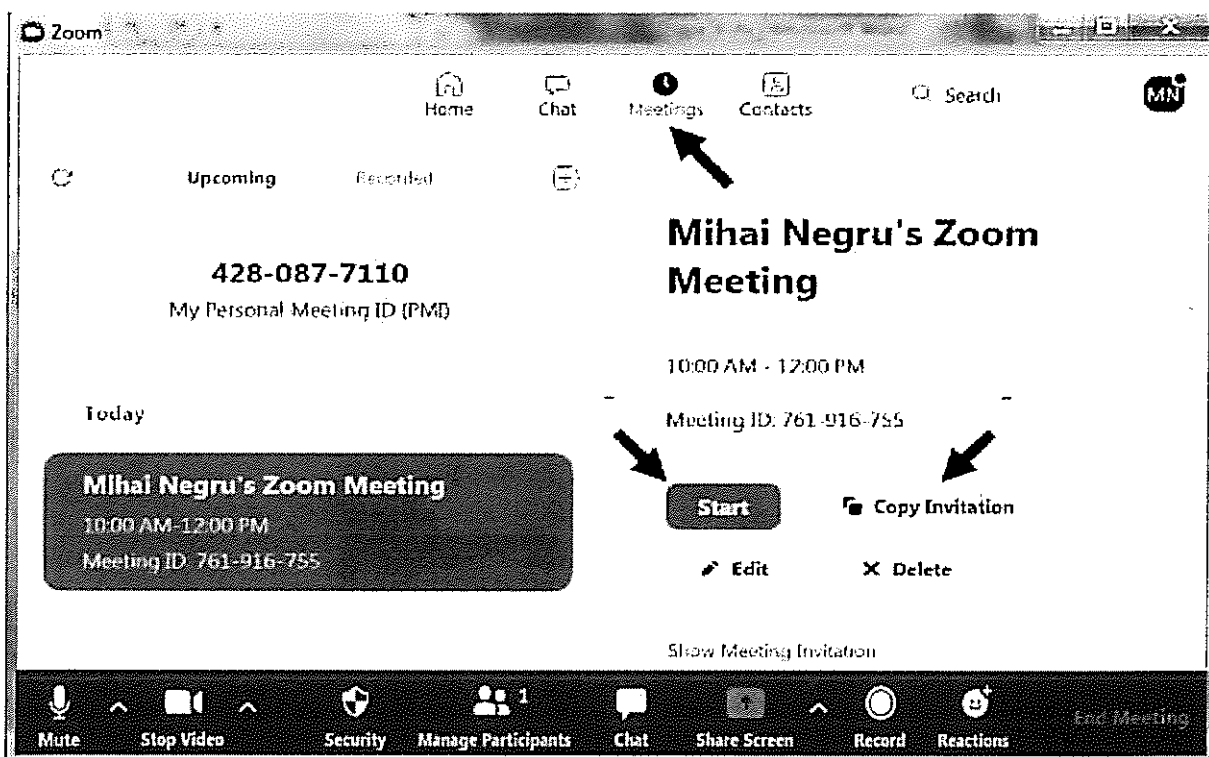 Zoom
Home Chat Meetings Contacts Search MN
Upcoming Recorded
Mihai Negru's Zoom
Meeting
428-087-7110
My Personal Meeting ID (PMI)
10:00 AM - 12:00 PM
Today
Meeting ID: 761-916-755
Mihai Negru's Zoom Meeting
10:00 AM-12:00 PM
Meeting ID: 761-916-755
Start Copy Invitation
Edit Delete
Show Meeting Invitation
1
Mute Stop Video Security Manage Participants Chat Share Screen Record Reactions End Meeting